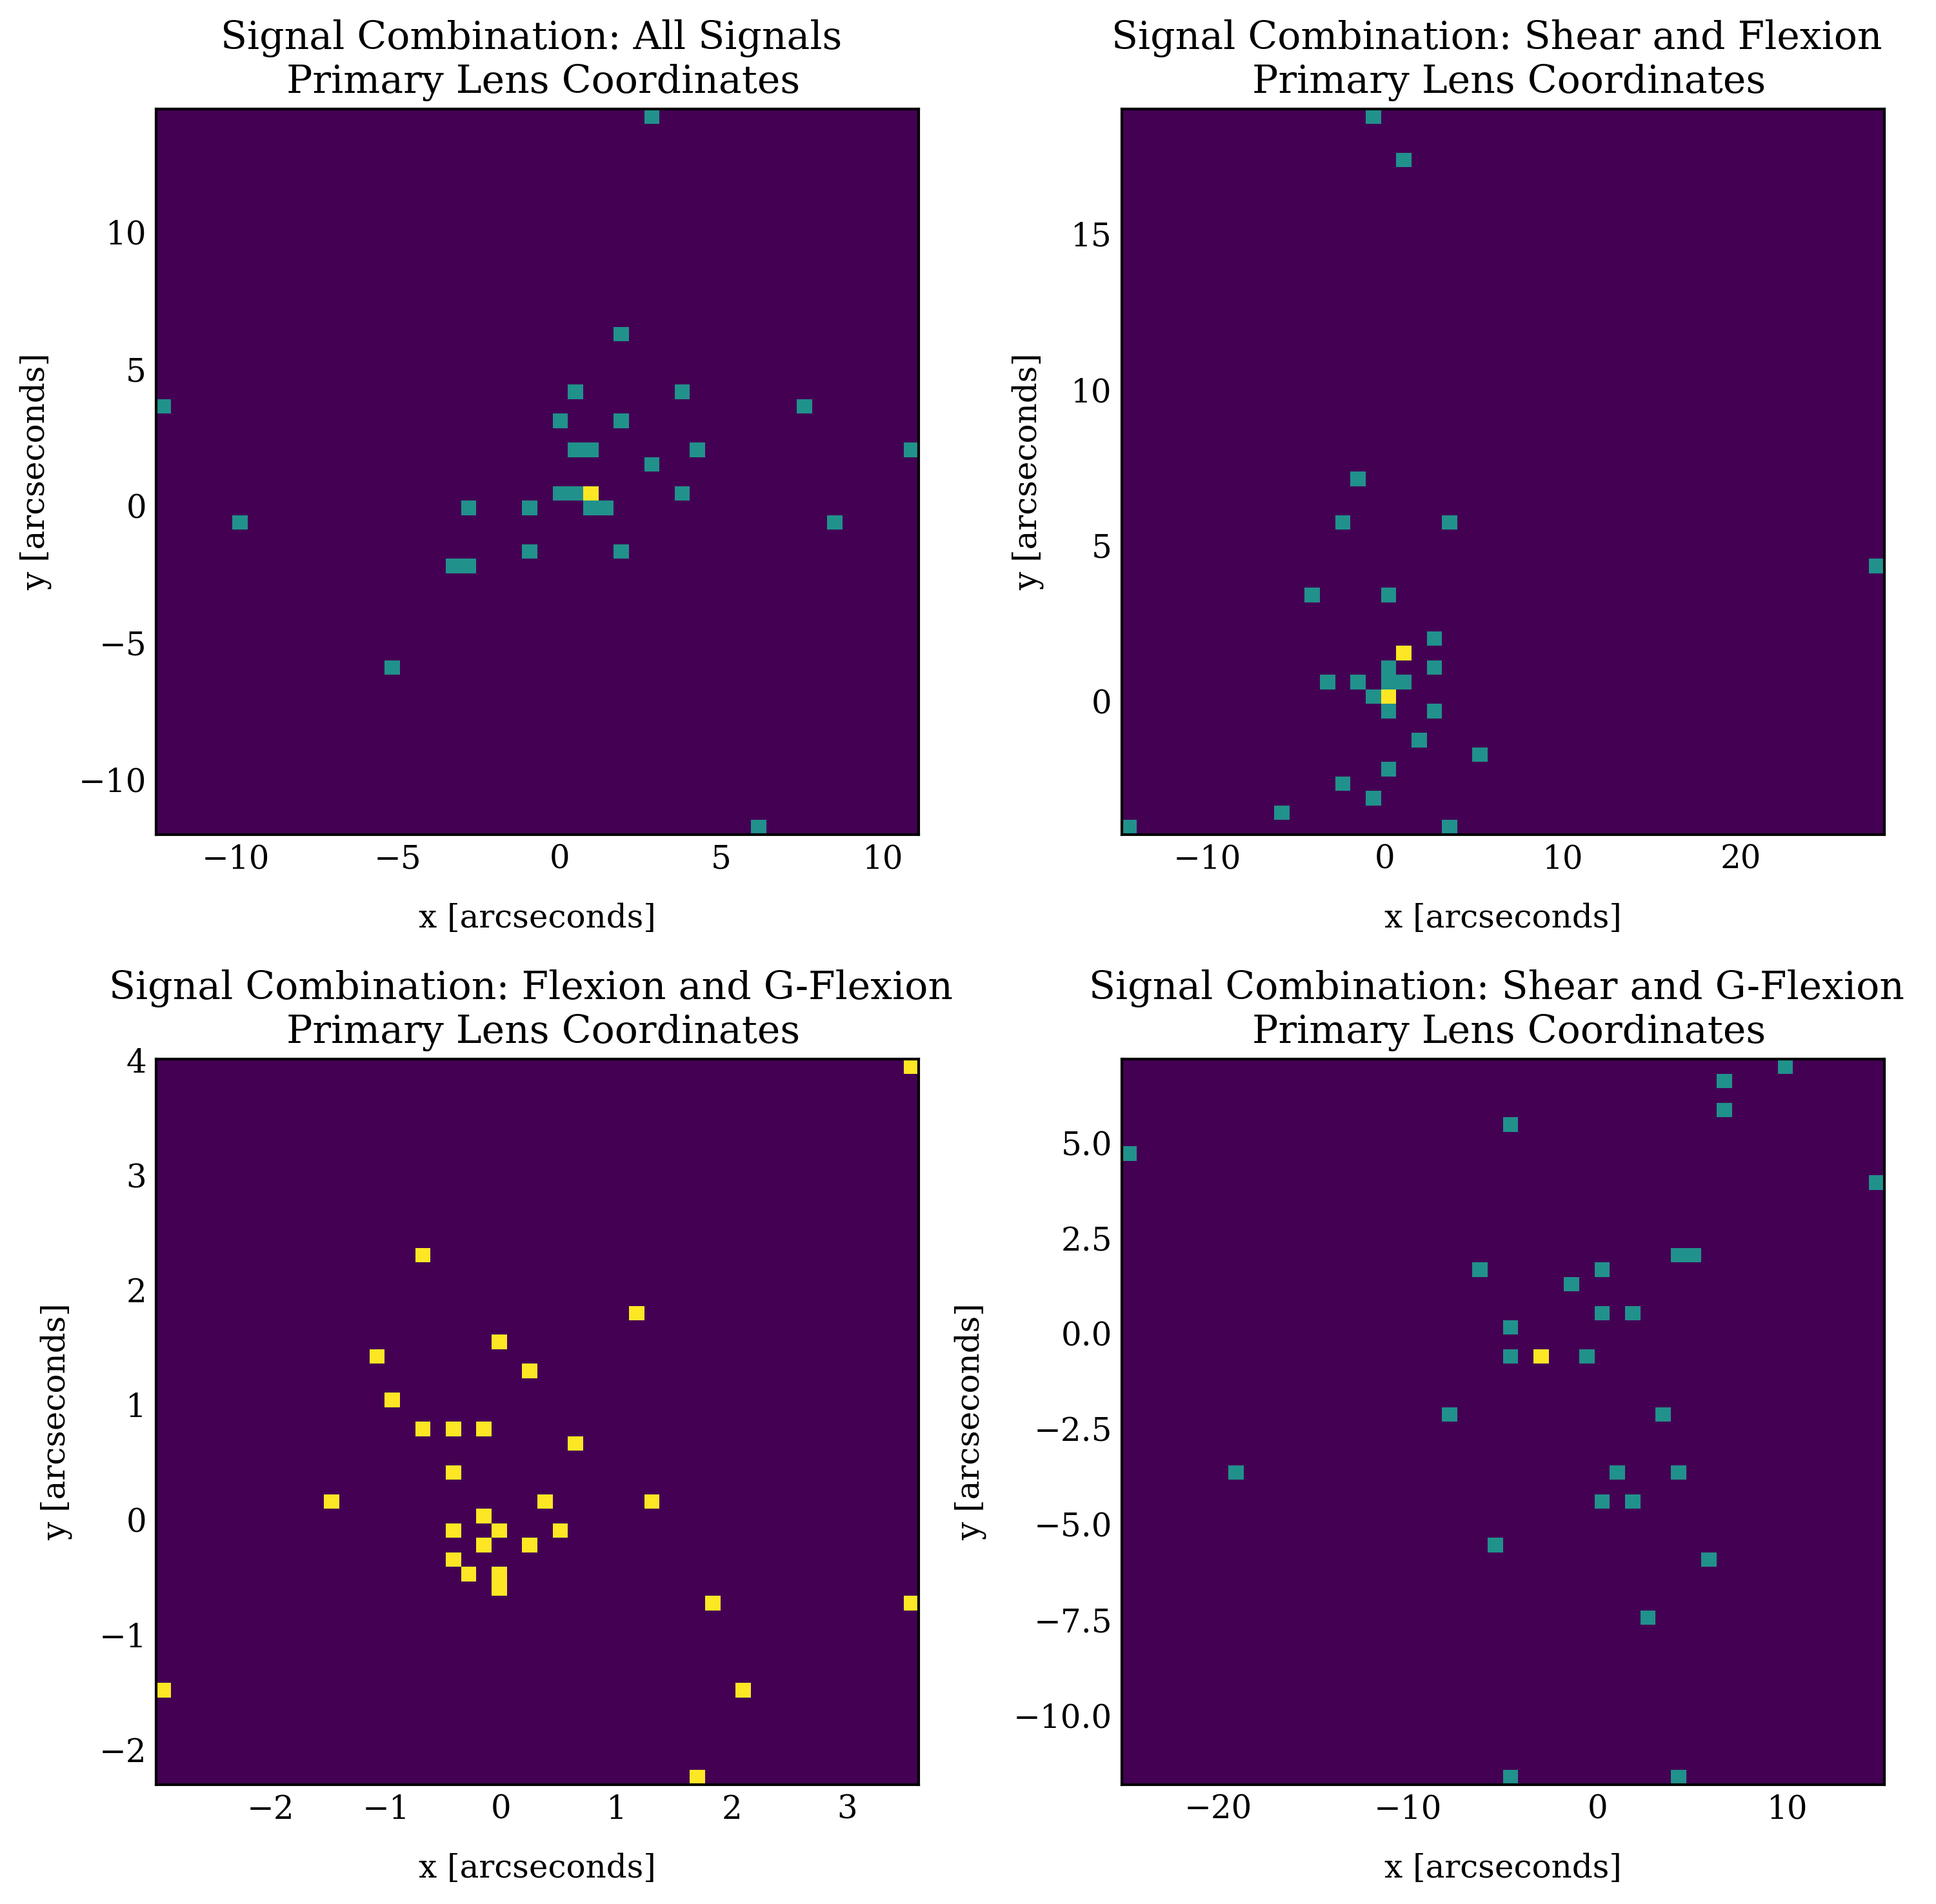 Signal Combination: All Signals
Primary Lens Coordinates
10
5
0
−5
−10
y [arcseconds]
−10 −5 0 5 10
x [arcseconds]
Signal Combination: Shear and Flexion
Primary Lens Coordinates
15
10
5
0
y [arcseconds]
−10 0 10 20
x [arcseconds]
Signal Combination: Flexion and G-Flexion
Primary Lens Coordinates
4
3
2
1
0
−1
−2
y [arcseconds]
−2 −1 0 1 2 3
x [arcseconds]
Signal Combination: Shear and G-Flexion
Primary Lens Coordinates
5.0
2.5
0.0
−2.5
−5.0
−7.5
−10.0
y [arcseconds]
−20 −10 0 10
x [arcseconds]